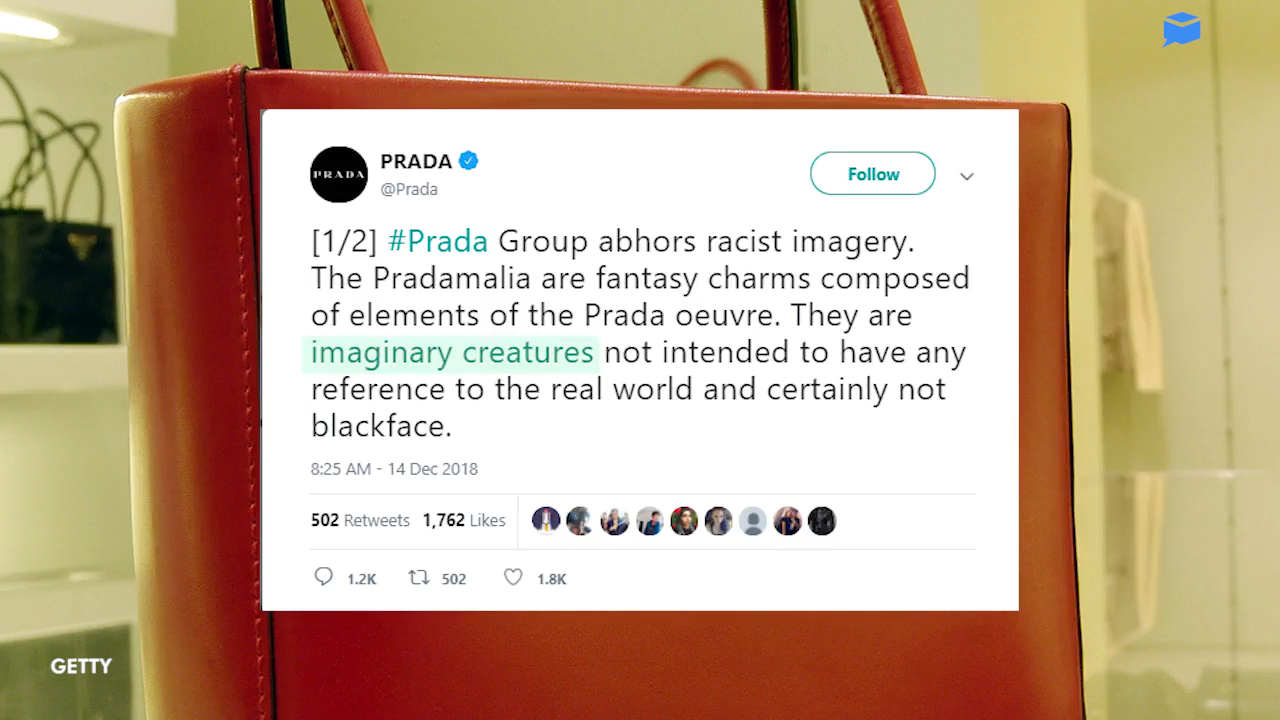 PRADA
PRADA
@Prada
Follow
[1/2] #Prada Group abhors racist imagery.
The Pradamalia are fantasy charms composed
of elements of the Prada oeuvre. They are
imaginary creatures not intended to have any
reference to the real world and certainly not
blackface.
8:25 AM - 14 Dec 2018
502 Retweets 1,762 Likes
1.2K 502 1.8K
GETTY